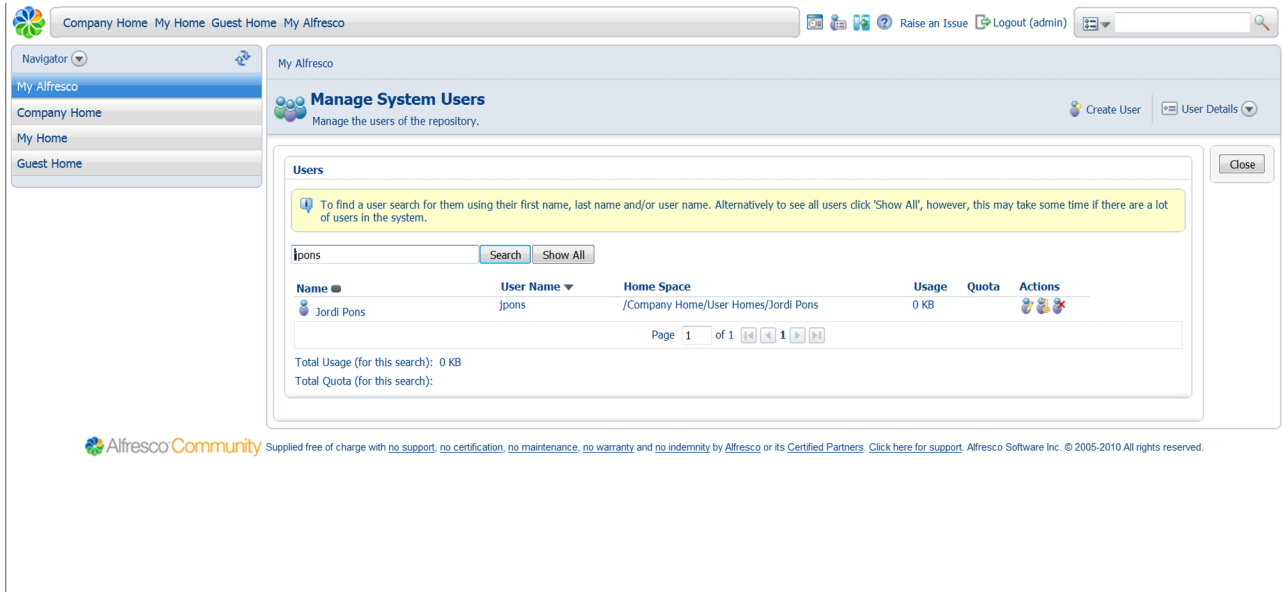 Company Home My Home Guest Home My Alfresco
Raise an Issue Logout (admin)
Navigator
My Alfresco
Company Home
My Home
Guest Home
My Alfresco
Manage System Users
Manage the users of the repository.
Create User User Details
Close
Users
To find a user search for them using their first name, last name and/or user name. Alternatively to see all users click 'Show All', however, this may take some time if there are a lot
of users in the system.
jpons Search Show All
Name User Name Home Space Usage Quota Actions
Jordi Pons jpons /Company Home/User Homes/Jordi Pons 0 KB
Page 1 of 1 1
Total Usage (for this search): 0 KB
Total Quota (for this search):
Alfresco Community Supplied free of charge with no support, no certification, no maintenance, no warranty and no indemnity by Alfresco or its Certified Partners. Click here for support. Alfresco Software Inc. © 2005-2010 All rights reserved.